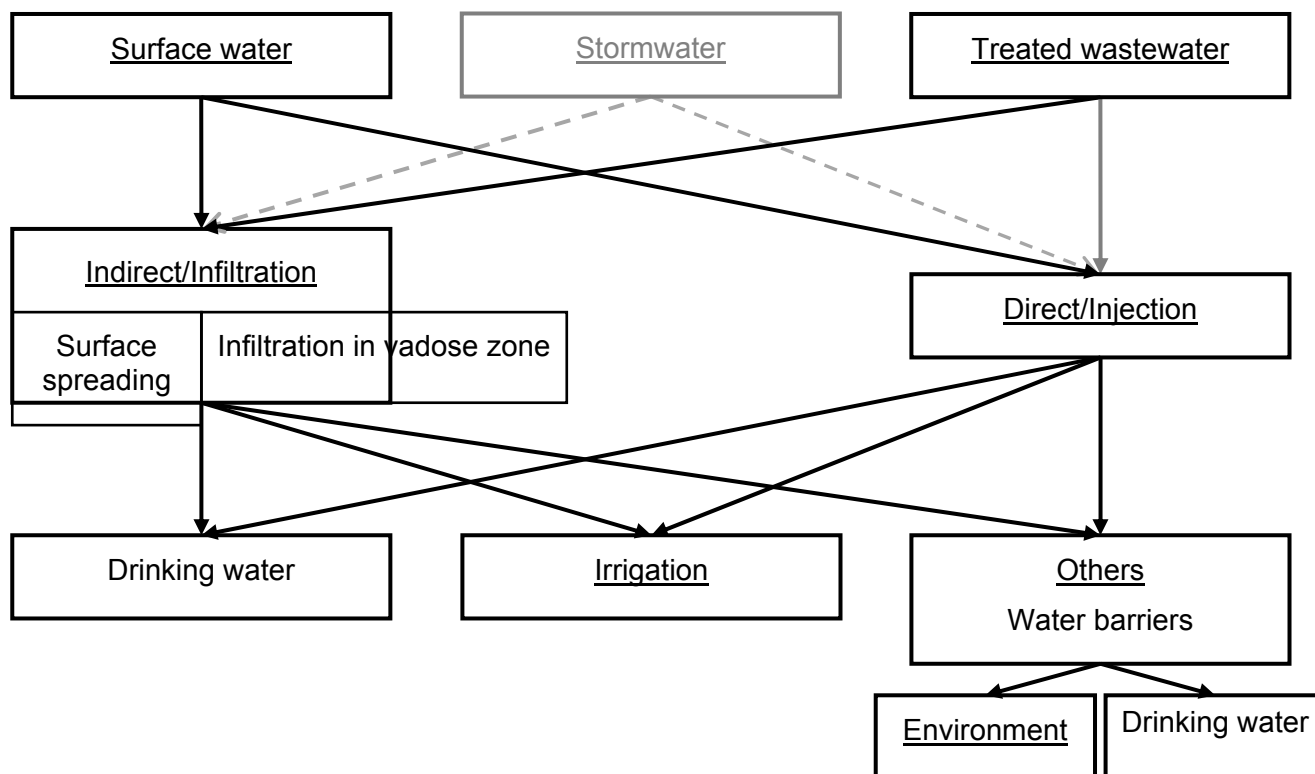 Surface water
Stormwater
Treated wastewater
Indirect/Infiltration
Direct/Injection
Surface
spreading
Infiltration in vadose zone
Drinking water
Irrigation
Others
Water barriers
Environment
Drinking water